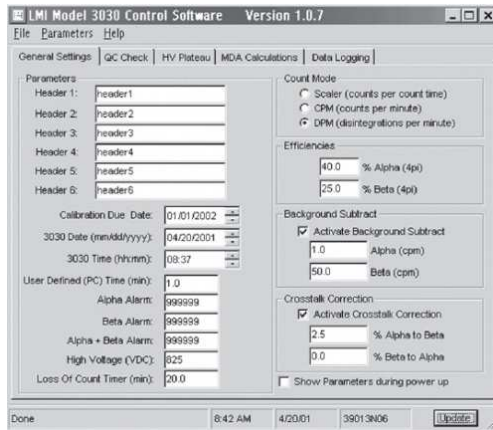 LMI Model 3030 Control Software Version 1.0.7
File Parameters Help
General Settings QC Check HV Plateau MDA Calculations Data Logging
Parameters
Header 1: header1
Header 2: header2
Header 3: header3
Header 4: header4
Header 5: header5
Header 6: header6
Calibration Due Date: 01/01/2002
3030 Date (mm/dd/yyyy): 04/20/2001
3030 Time (hh:mm): 08:37
User Defined (PC) Time (min): 1.0
Alpha Alarm: 999999
Beta Alarm: 999999
Alpha + Beta Alarm: 999999
High Voltage (VDC): 825
Loss Of Count Timer (min): 20.0
Count Mode
Scaler (counts per count time)
CPM (counts per minute)
DPM (disintegrations per minute)
Efficiencies
40.0 % Alpha (4pi)
25.0 % Beta (4pi)
Background Subtract
Activate Background Subtract
1.0 Alpha (cpm)
50.0 Beta (cpm)
Crosstalk Correction
Activate Crosstalk Correction
2.5 % Alpha to Beta
0.0 % Beta to Alpha
Show Parameters during power up
Done 8:42 AM 4/20/01 39013N06 Update